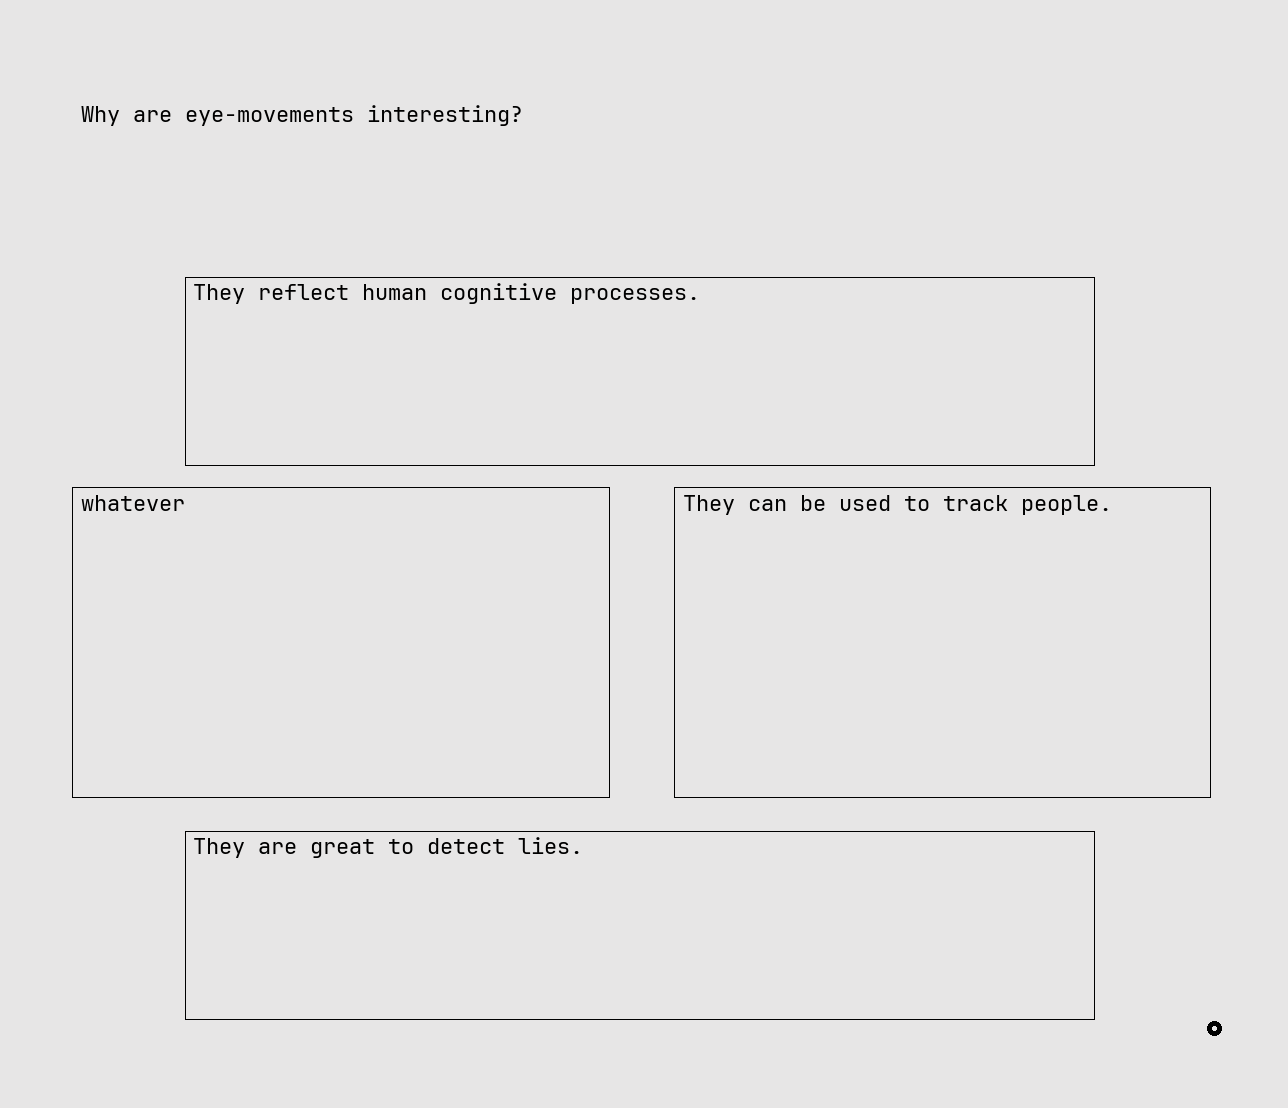 Why are eye-movements interesting?
They reflect human cognitive processes.
whatever
They can be used to track people.
They are great to detect lies.